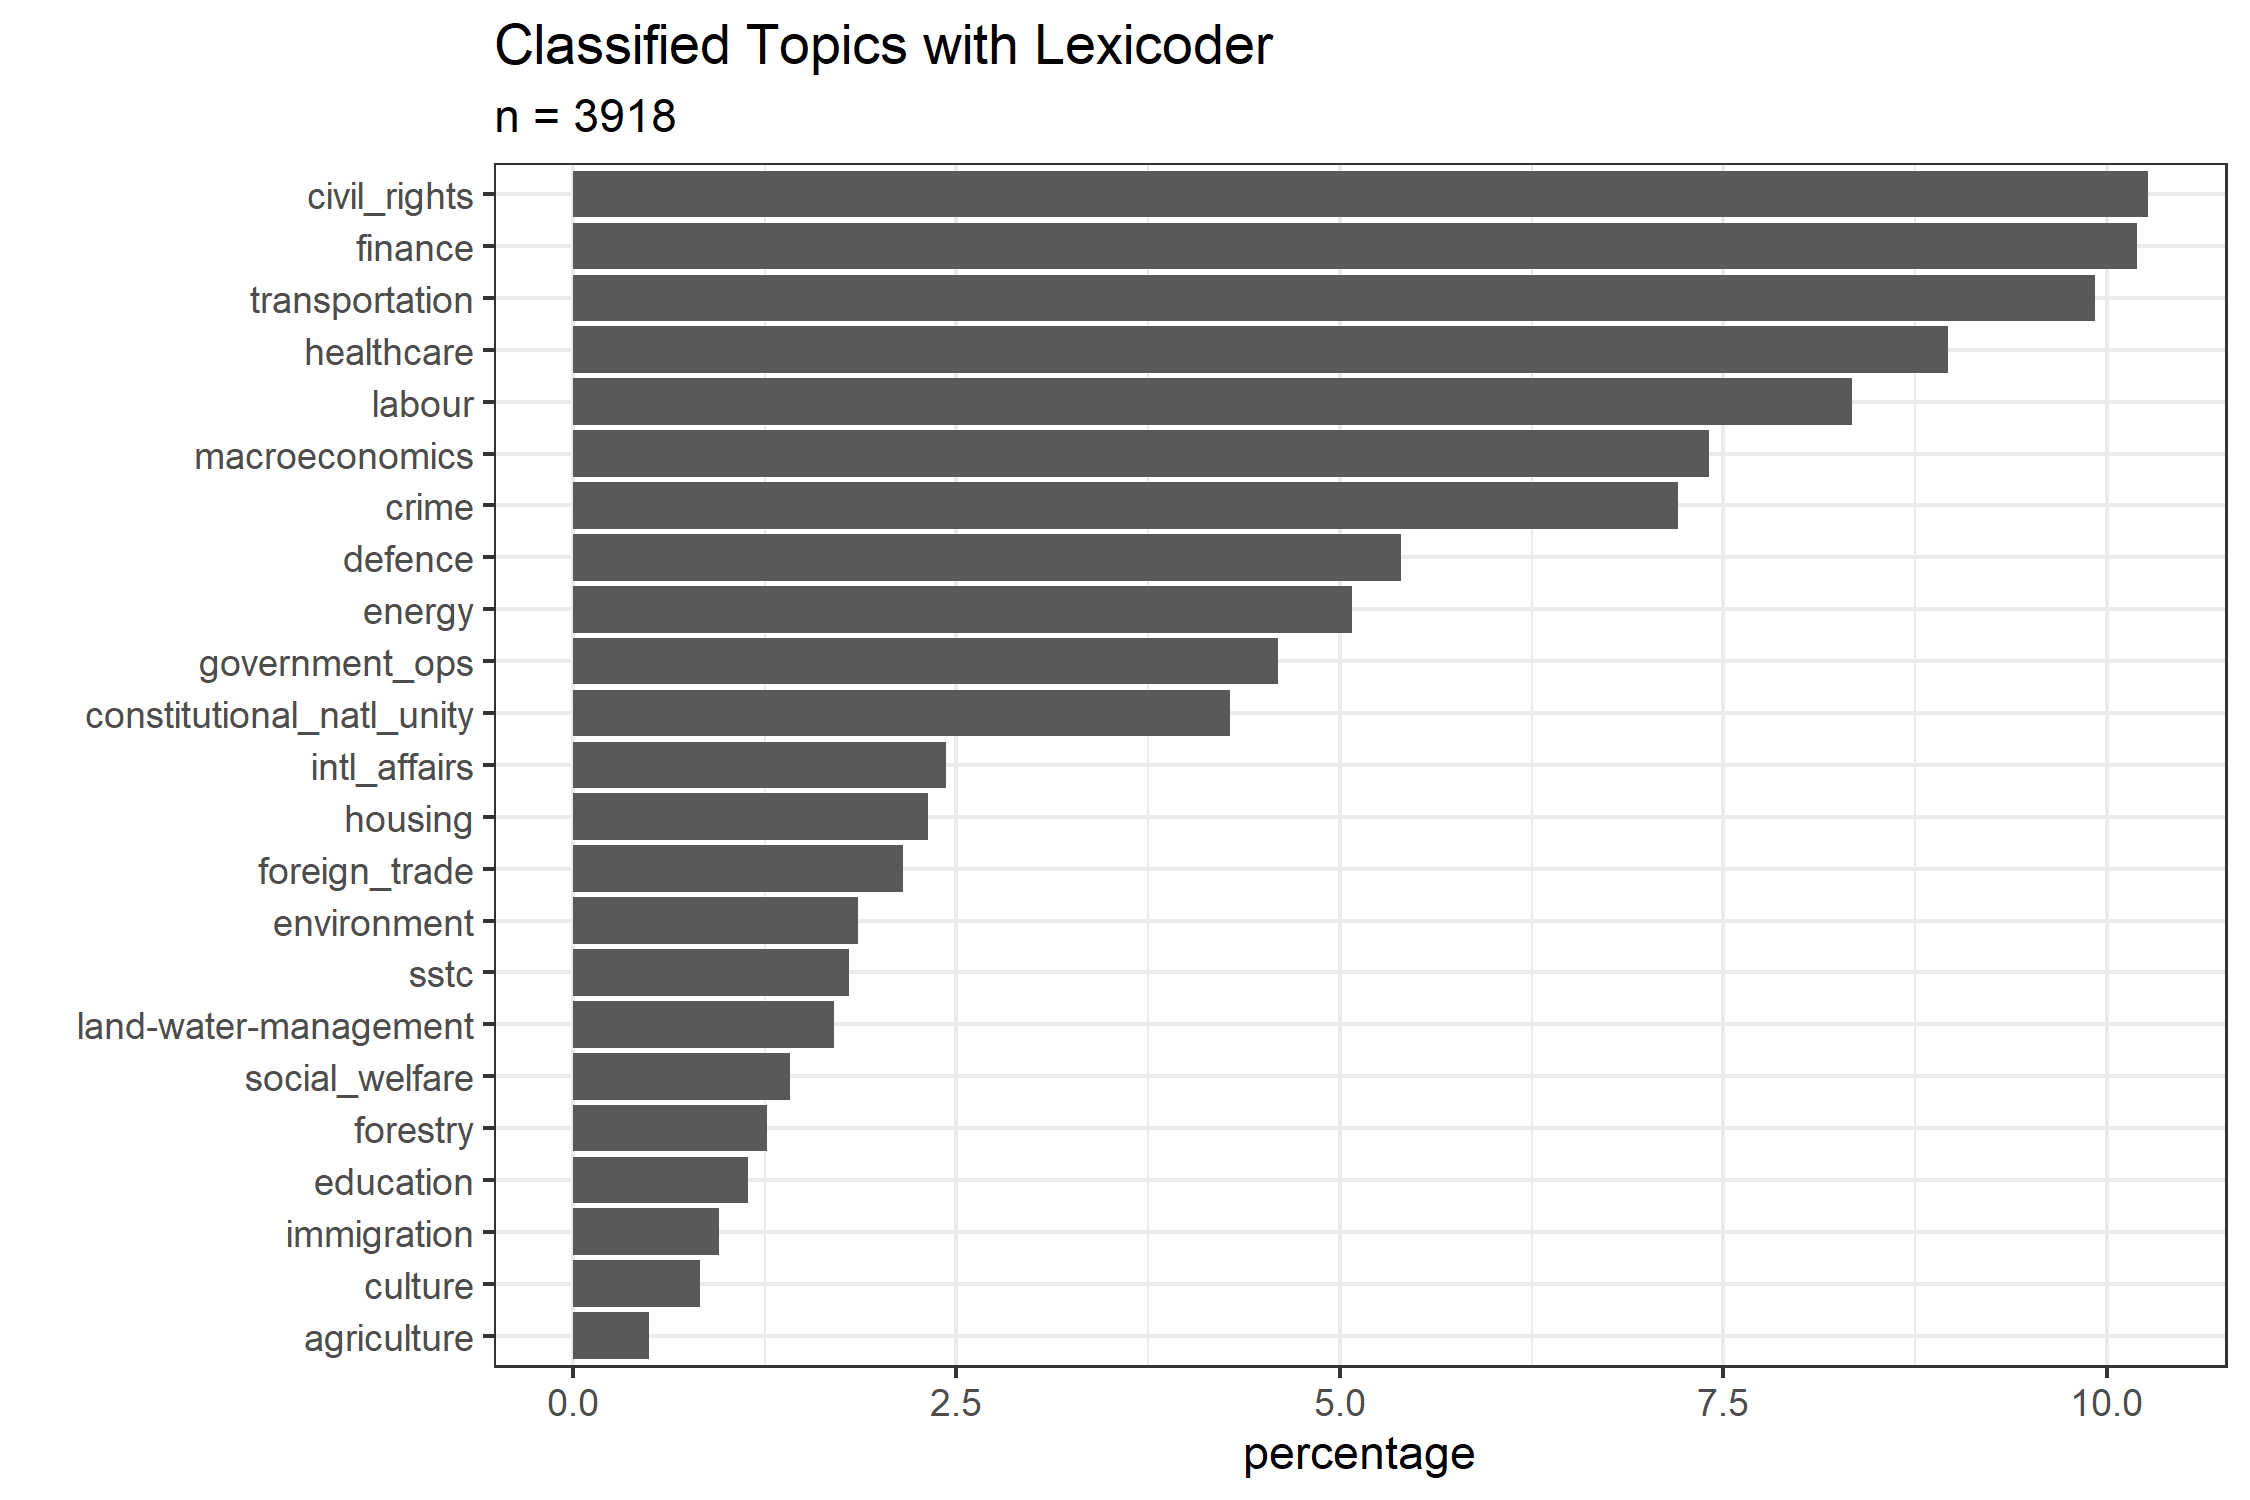 Classified Topics with Lexicoder
n = 3918
civil_rights
finance
transportation
healthcare
labour
macroeconomics
crime
defence
energy
government_ops
constitutional_natl_unity
intl_affairs
housing
foreign_trade
environment
sstc
land-water-management
social_welfare
forestry
education
immigration
culture
agriculture
0.0 2.5 5.0 7.5 10.0
percentage